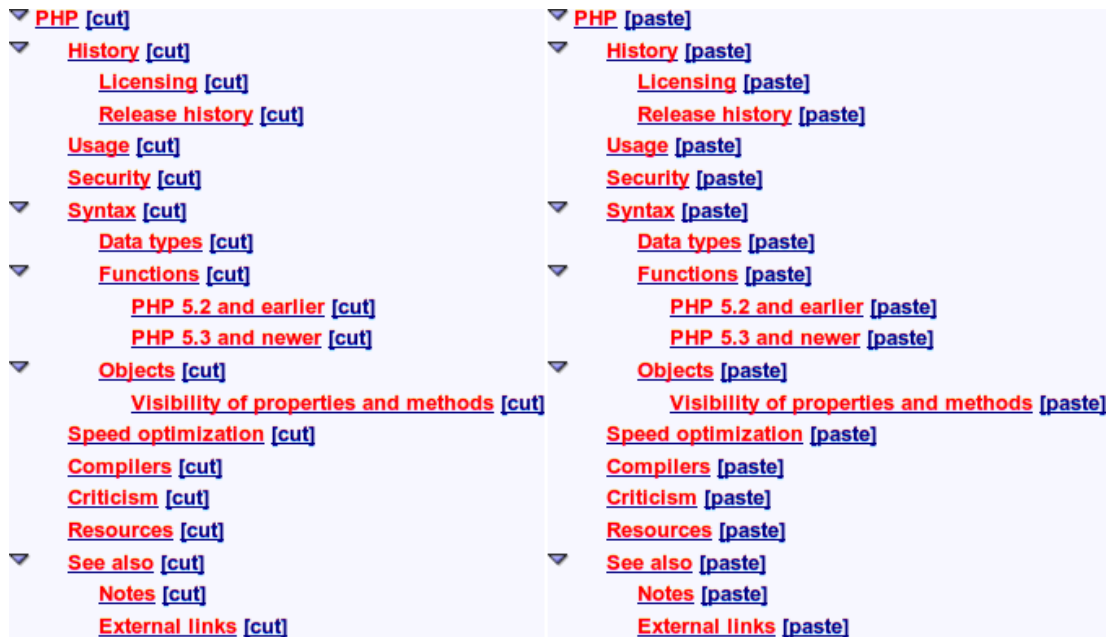 PHP [cut]
History [cut]
Licensing [cut]
Release history [cut]
Usage [cut]
Security [cut]
Syntax [cut]
Data types [cut]
Functions [cut]
PHP 5.2 and earlier [cut]
PHP 5.3 and newer [cut]
Objects [cut]
Visibility of properties and methods [cut]
Speed optimization [cut]
Compilers [cut]
Criticism [cut]
Resources [cut]
See also [cut]
Notes [cut]
External links [cut]
PHP [paste]
History [paste]
Licensing [paste]
Release history [paste]
Usage [paste]
Security [paste]
Syntax [paste]
Data types [paste]
Functions [paste]
PHP 5.2 and earlier [paste]
PHP 5.3 and newer [paste]
Objects [paste]
Visibility of properties and methods [paste]
Speed optimization [paste]
Compilers [paste]
Criticism [paste]
Resources [paste]
See also [paste]
Notes [paste]
External links [paste]